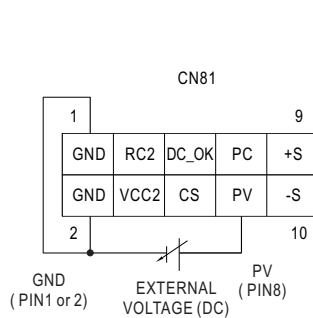 CN81
1 9
GND RC2 DC_OK PC +S
GND VCC2 CS PV -S
2 10
GND
( PIN1 or 2)
EXTERNAL
VOLTAGE (DC)
PV
( PIN8)